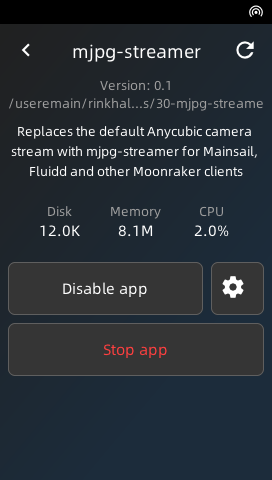 mjpg-streamer
Version: 0.1
/useremain/rinkhal...s/30-mjpg-streame
Replaces the default Anycubic camera
stream with mjpg-streamer for Mainsail,
Fluidd and other Moonraker clients
Disk Memory CPU
12.0K 8.1M 2.0%
Disable app
Stop app